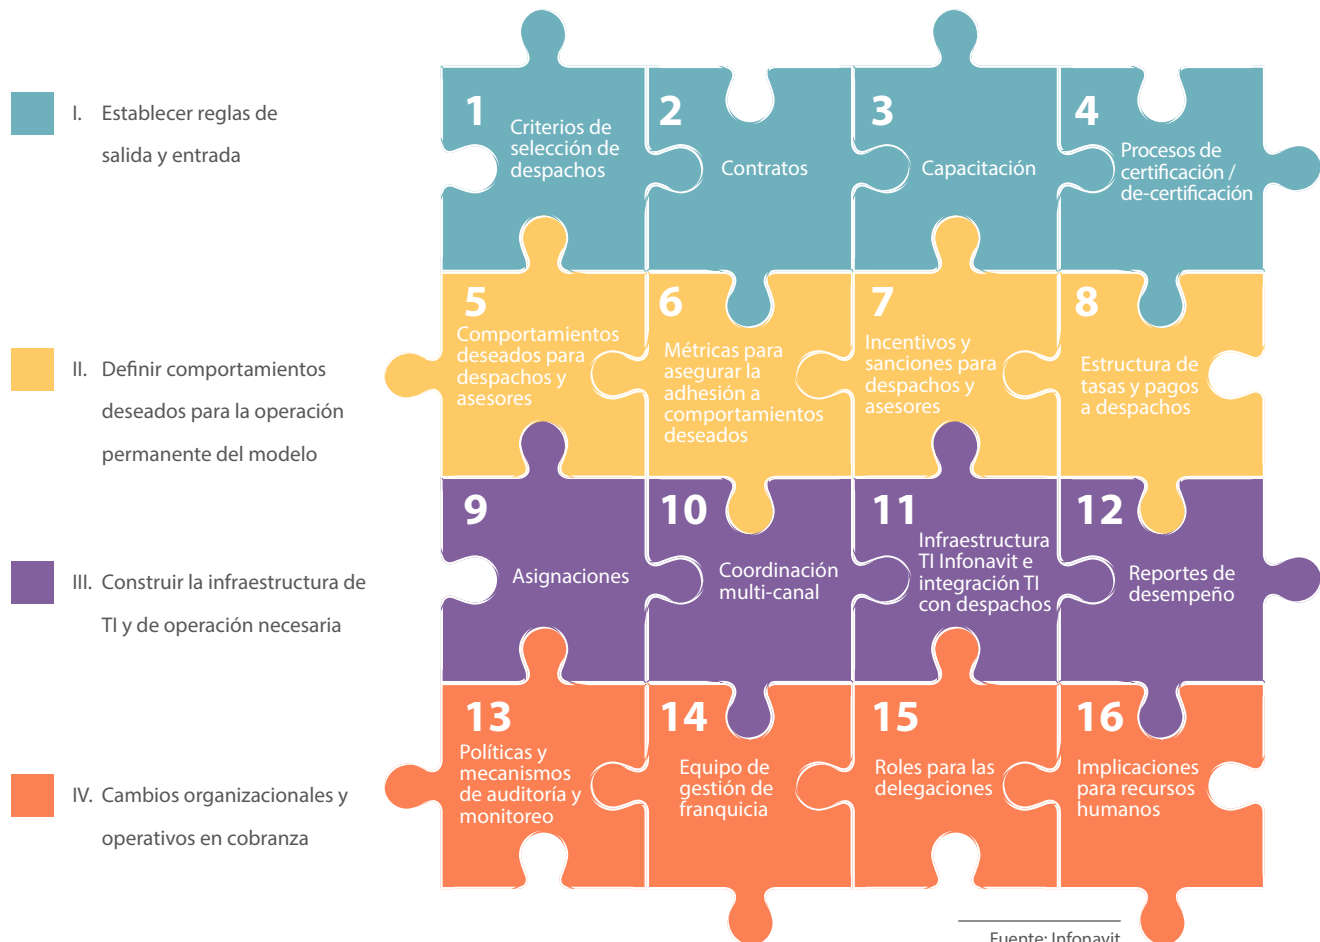 I. Establecer reglas de
salida y entrada
1
Criterios de
selección de
despachos
2
Contratos
3
Capacitación
4
Procesos de
certificación /
de-certificación
II. Definir comportamientos
deseados para la operación
permanente del modelo
5
Comportamientos
deseados para
despachos y
asesores
6
Métricas para
asegurar la
adhesión a
comportamientos
deseados
7
Incentivos y
sanciones para
despachos y
asesores
8
Estructura de
tasas y pagos
a despachos
III. Construir la infraestructura de
TI y de operación necesaria
9
Asignaciones
10
Coordinación
multi-canal
11
Infraestructura
TI Infonavit e
integración TI
con despachos
12
Reportes de
desempeño
IV. Cambios organizacionales y
operativos en cobranza
13
Políticas y
mecanismos
de auditoría y
monitoreo
14
Equipo de
gestión de
franquicia
15
Roles para las
delegaciones
16
Implicaciones
para recursos
humanos
Fuente: Infonavit